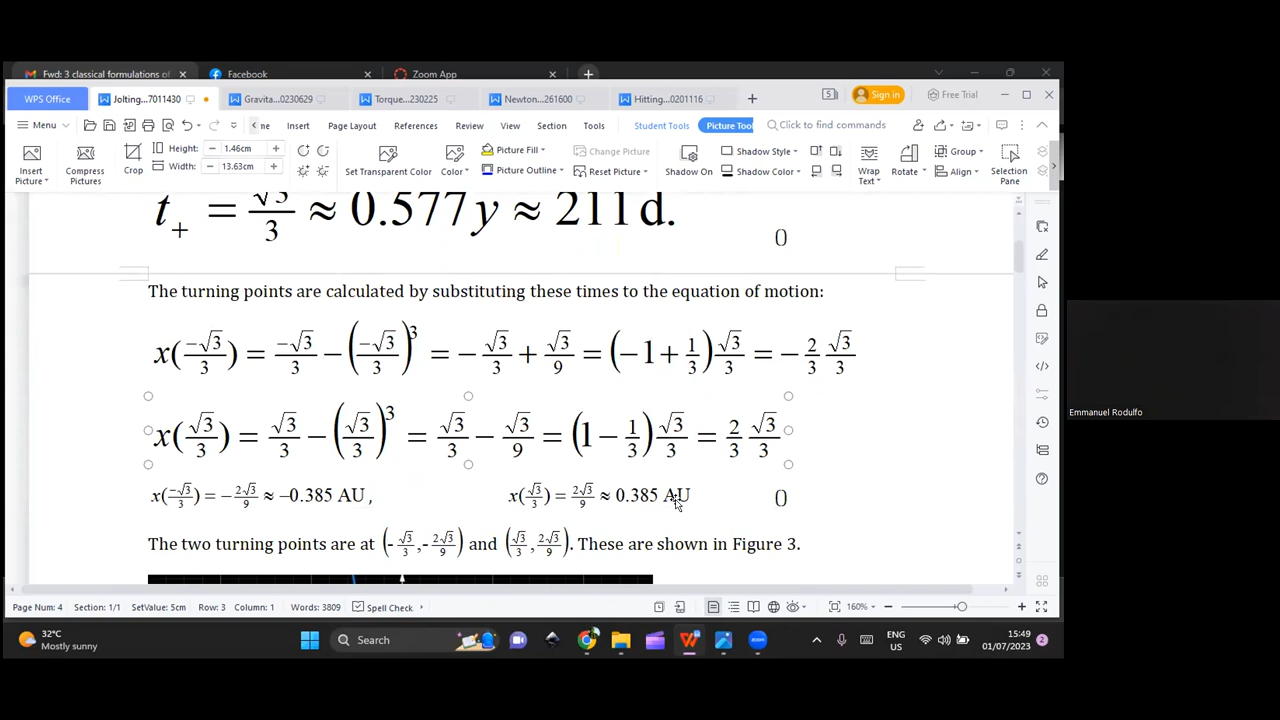 Fwd: 3 classical formulations of
Facebook
Zoom App
WPS Office
Jolting...7011430
Gravita...0230629
Torque...230225
Newton...261600
Hitting...0201116
Sign in
Free Trial
Menu
Insert
Page Layout
References
Review
View
Section
Tools
Student Tools
Picture Tool
Click to find commands
Insert Picture
Compress Pictures
Crop
Height: 1.46cm
Width: 13.63cm
Set Transparent Color
Color
Picture Fill
Picture Outline
Change Picture
Reset Picture
Shadow On
Shadow Style
Shadow Color
Wrap Text
Rotate
Group
Align
Selection Pane
t₊ = √3/3 ≈ 0.577y ≈ 211d.
0
The turning points are calculated by substituting these times to the equation of motion:
x(-√3/3) = -√3/3 − (-√3/3)³ = −√3/3 + √3/9 = (−1+1/3)√3/3 = −2/3 √3/3
x(√3/3) = √3/3 − (√3/3)³ = √3/3 − √3/9 = (1−1/3)√3/3 = 2/3 √3/3
x(-√3/3) = −2√3/9 ≈ −0.385 AU, x(√3/3) = 2√3/9 ≈ 0.385 AU 0
The two turning points are at (-√3/3,-2√3/9) and (√3/3,2√3/9). These are shown in Figure 3.
Emmanuel Rodulfo
Page Num: 4 Section: 1/1 SetValue: 5cm Row: 3 Column: 1 Words: 3809 Spell Check 160%
32°C
Mostly sunny
Search
ENG
US
15:49
01/07/2023
2